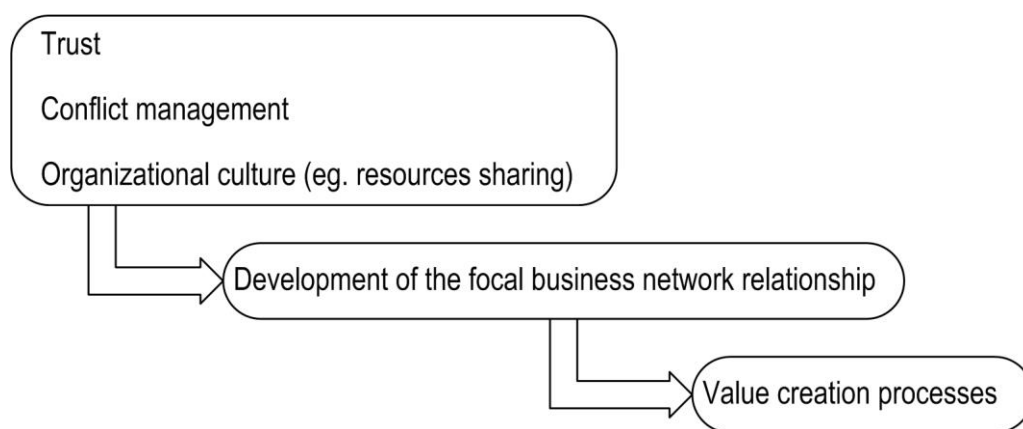 Trust
Conflict management
Organizational culture (eg. resources sharing)
Development of the focal business network relationship
Value creation processes